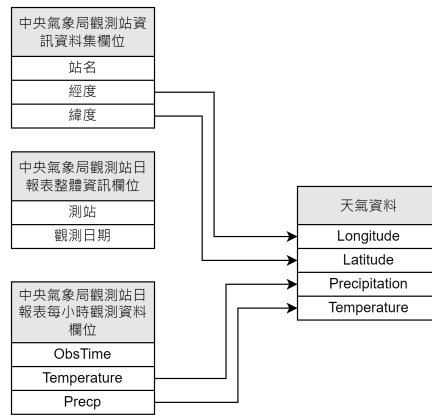 中央氣象局觀測站資
訊資料集欄位
站名
經度
緯度
中央氣象局觀測站日
報表整體資訊欄位
測站
觀測日期
中央氣象局觀測站日
報表每小時觀測資料
欄位
ObsTime
Temperature
Precp
天氣資料
Longitude
Latitude
Precipitation
Temperature